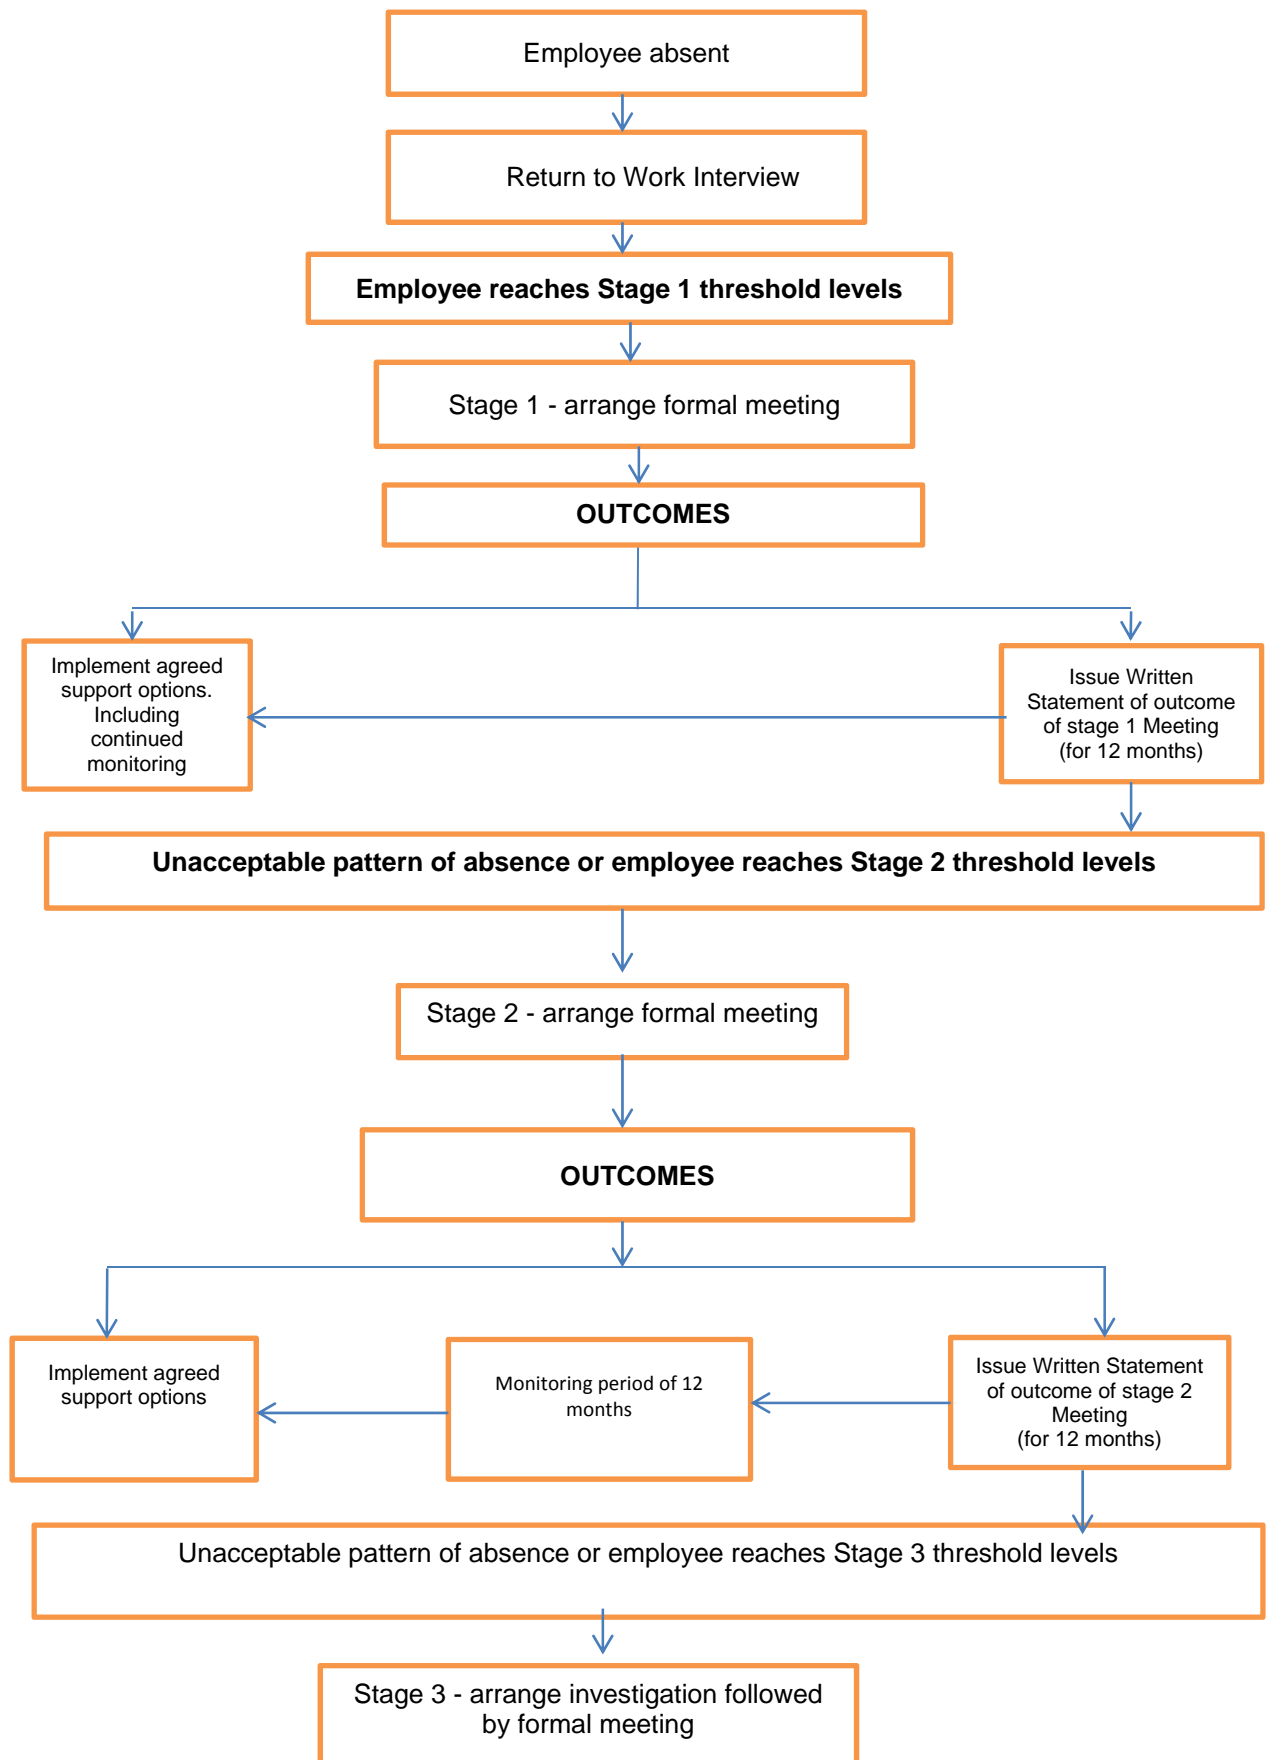 Employee absent
Return to Work Interview
Employee reaches Stage 1 threshold levels
Stage 1 - arrange formal meeting
OUTCOMES
Implement agreed
support options.
Including
continued
monitoring
Issue Written
Statement of outcome
of stage 1 Meeting
(for 12 months)
Unacceptable pattern of absence or employee reaches Stage 2 threshold levels
Stage 2 - arrange formal meeting
OUTCOMES
Implement agreed
support options
Monitoring period of 12
months
Issue Written Statement
of outcome of stage 2
Meeting
(for 12 months)
Unacceptable pattern of absence or employee reaches Stage 3 threshold levels
Stage 3 - arrange investigation followed
by formal meeting